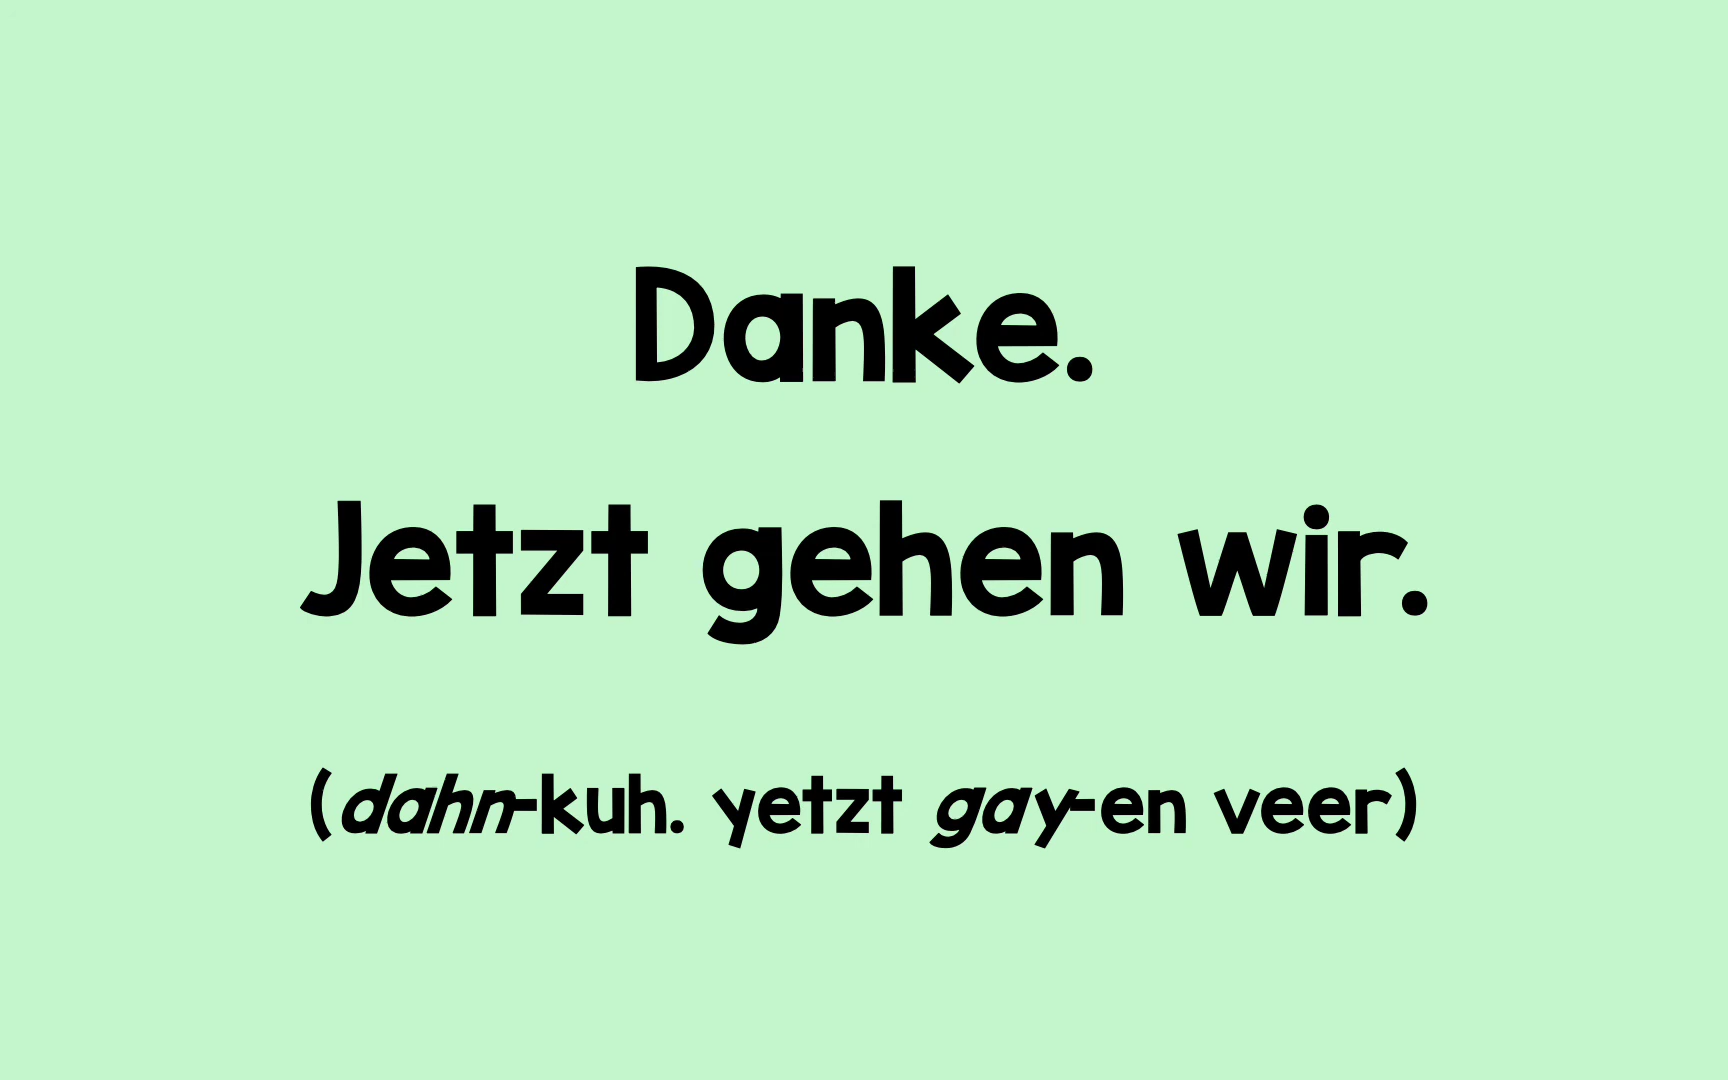 Danke.
Jetzt gehen wir.
(dahn-kuh. yetzt gay-en veer)